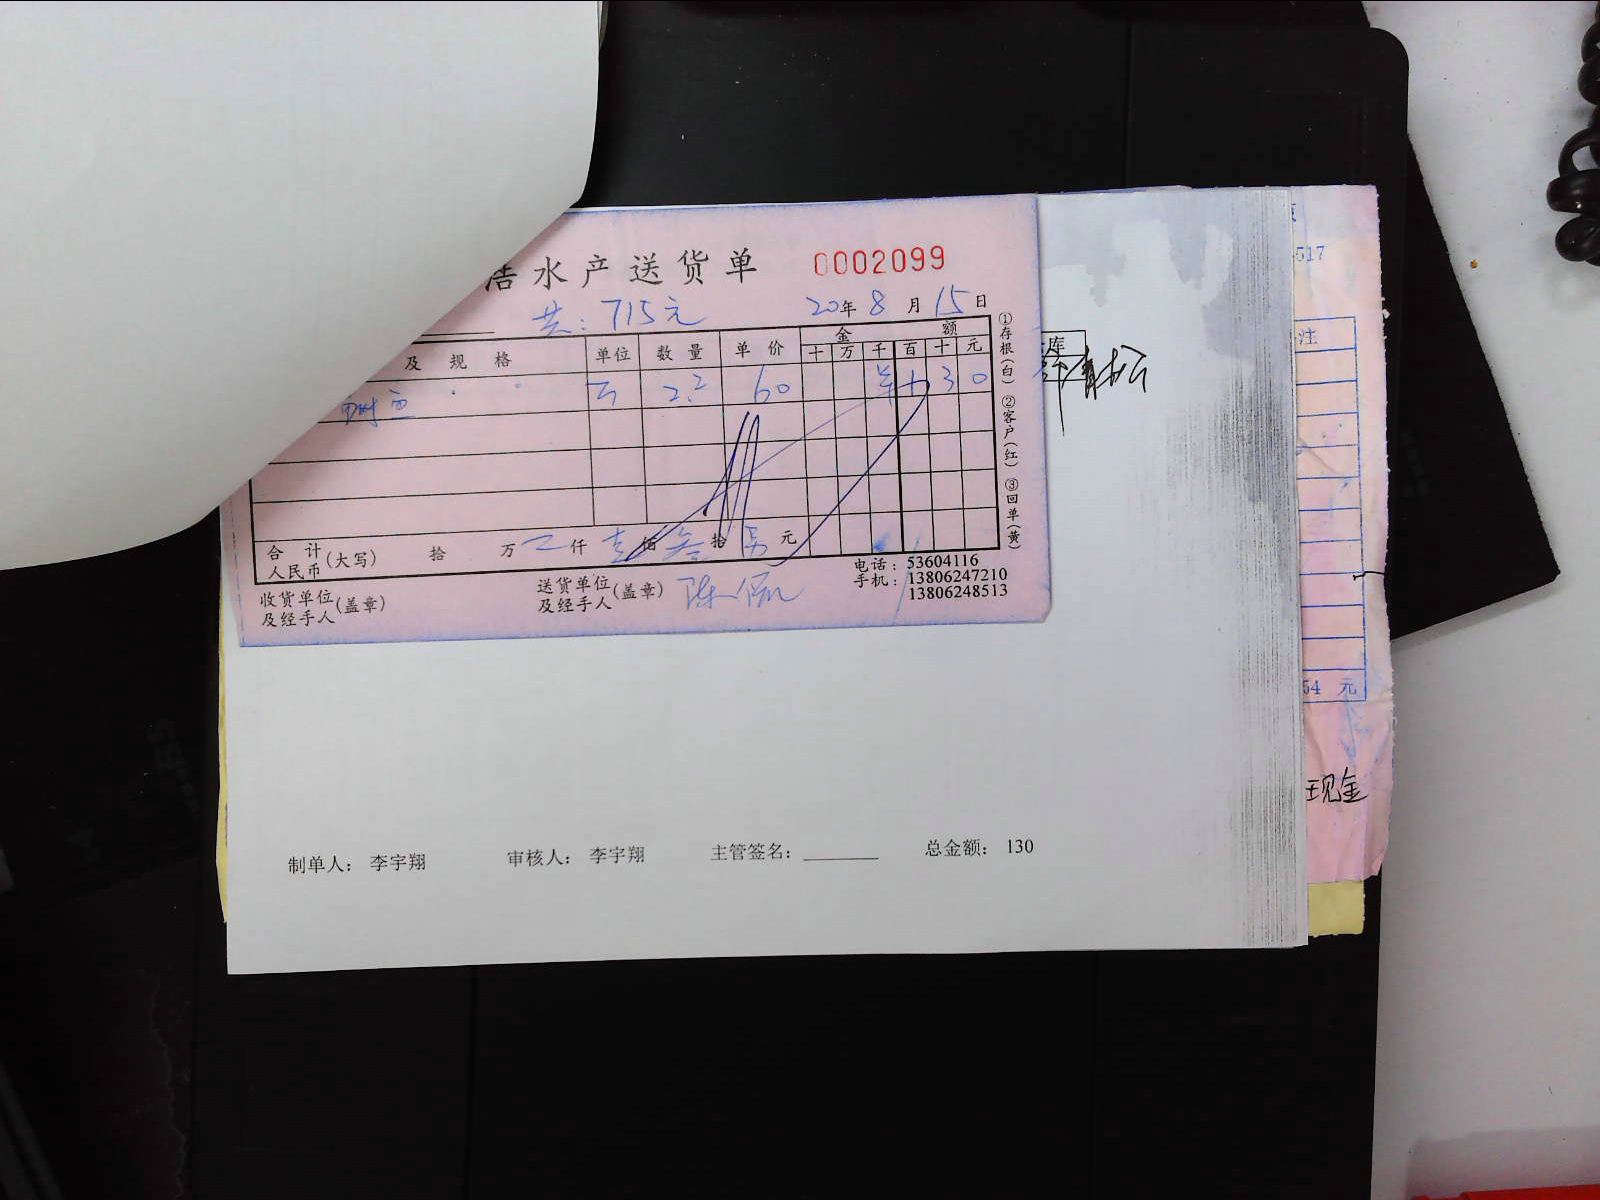 浩水产送货单 0002099
共:715元 20年8月15日
及规格 单位 数量 单价 金额
十 万 千 百 十 元
2.2 60 3 0
合计
人民币(大写) 拾 万 仟 壹佰叁拾 元
收货单位
及经手人(盖章)
送货单位
及经手人(盖章)
电话:53604116
手机:13806247210
13806248513
①存根(白) ②客户(红) ③回单(黄)
库
517
注
54 元
现金
制单人: 李宇翔 审核人: 李宇翔 主管签名: 总金额: 130